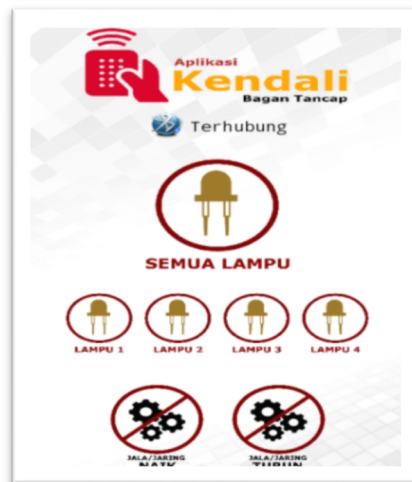 Aplikasi
Kendali
Bagan Tancap
Terhubung
SEMUA LAMPU
LAMPU 1 LAMPU 2 LAMPU 3 LAMPU 4
JALA/JARING JALA/JARING
NAIK TURUN